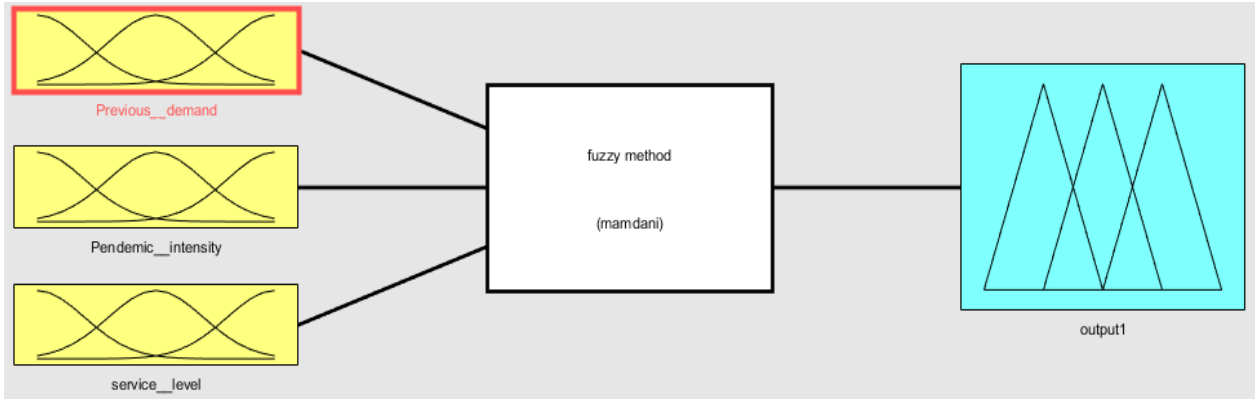 Previous__demand
fuzzy method
(mamdani)
Pendemic__intensity
output1
service__level